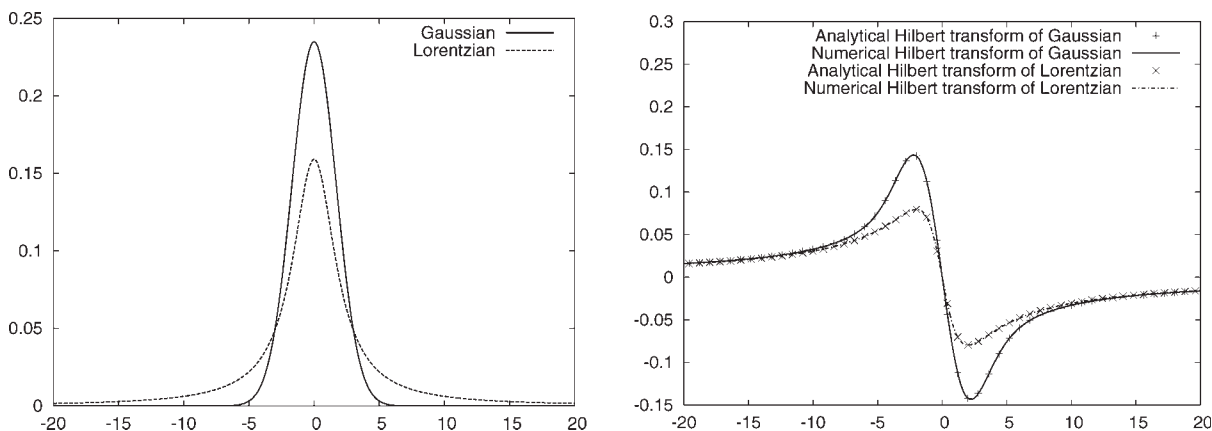 0.25
0.2
0.15
0.1
0.05
0
-20 -15 -10 -5 0 5 10 15 20
Gaussian
Lorentzian
0.3
0.25
0.2
0.15
0.1
0.05
0
-0.05
-0.1
-0.15
-20 -15 -10 -5 0 5 10 15 20
Analytical Hilbert transform of Gaussian
Numerical Hilbert transform of Gaussian
Analytical Hilbert transform of Lorentzian
Numerical Hilbert transform of Lorentzian